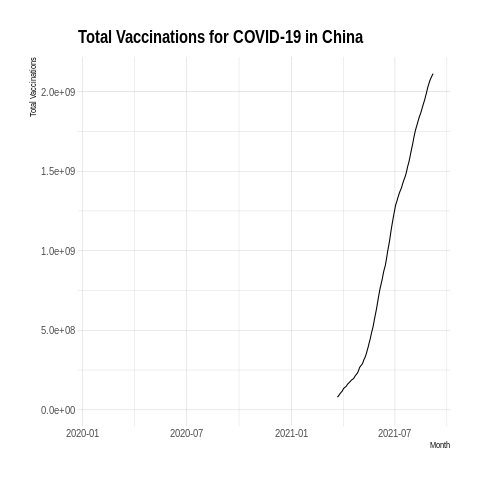 Total Vaccinations for COVID-19 in China
Total Vaccinations
2.0e+09
1.5e+09
1.0e+09
5.0e+08
0.0e+00
2020-01 2020-07 2021-01 2021-07
Month